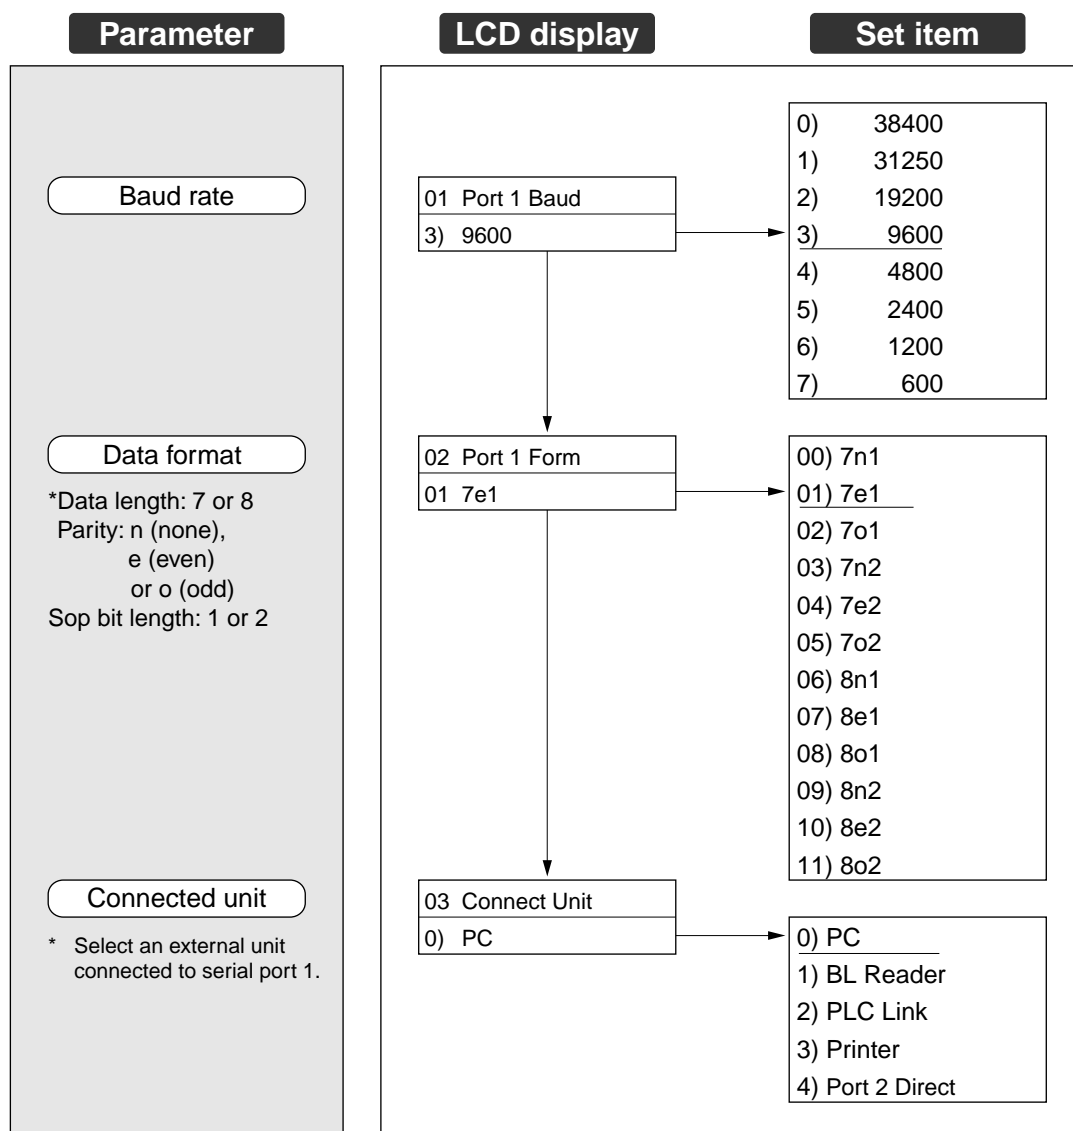 Parameter
LCD display
Set item
Baud rate
01 Port 1 Baud
3) 9600
0) 38400
1) 31250
2) 19200
3) 9600
4) 4800
5) 2400
6) 1200
7) 600
Data format
*Data length: 7 or 8
Parity: n (none),
e (even)
or o (odd)
Sop bit length: 1 or 2
02 Port 1 Form
01 7e1
00) 7n1
01) 7e1
02) 7o1
03) 7n2
04) 7e2
05) 7o2
06) 8n1
07) 8e1
08) 8o1
09) 8n2
10) 8e2
11) 8o2
Connected unit
* Select an external unit
connected to serial port 1.
03 Connect Unit
0) PC
0) PC
1) BL Reader
2) PLC Link
3) Printer
4) Port 2 Direct